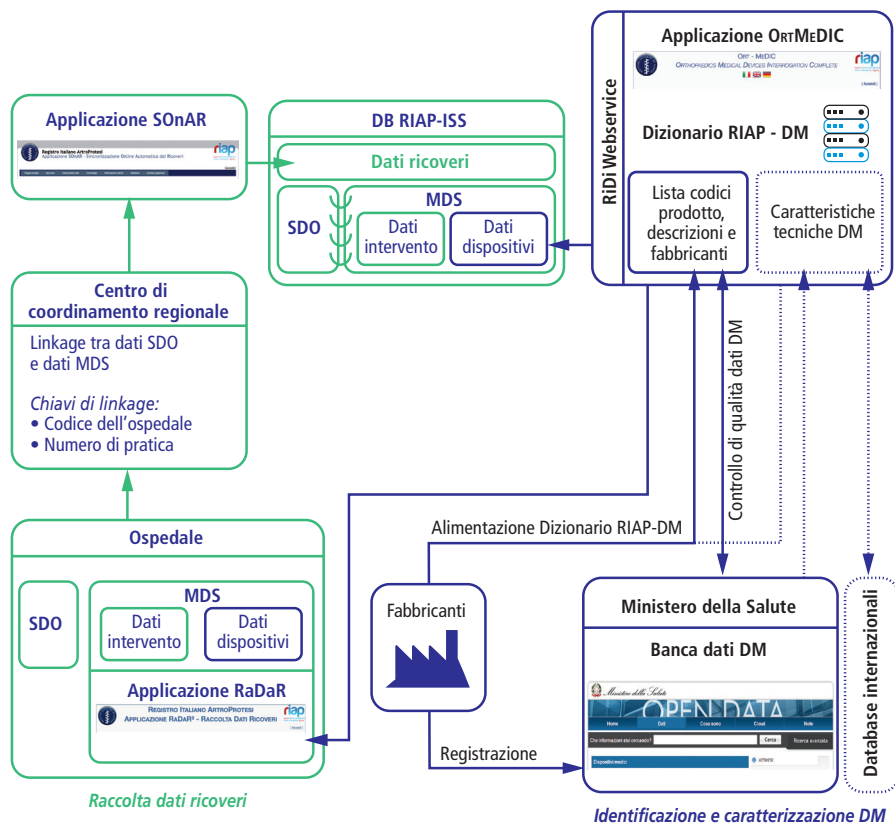 Applicazione SOnAR
Registro Italiano ArtroProtesi
Applicazione SOnAR - Sincronizzazione Online Automatica dei Ricoveri
riap
DB RIAP-ISS
Dati ricoveri
SDO
MDS
Dati
intervento
Dati
dispositivi
RiDi Webservice
Applicazione OrtMeDIC
Ort - MeDIC
Orthopaedics Medical Devices Interrogation Complete
riap
Dizionario RIAP - DM
Lista codici
prodotto,
descrizioni e
fabbricanti
Caratteristiche
tecniche DM
Centro di
coordinamento regionale
Linkage tra dati SDO
e dati MDS
Chiavi di linkage:
• Codice dell'ospedale
• Numero di pratica
Ospedale
SDO
MDS
Dati
intervento
Dati
dispositivi
Applicazione RaDaR
Registro Italiano ArtroProtesi
Applicazione RaDaR² - Raccolta Dati Ricoveri
riap
Raccolta dati ricoveri
Alimentazione Dizionario RIAP-DM
Controllo di qualità dati DM
Fabbricanti
Registrazione
Ministero della Salute
Banca dati DM
Ministero della Salute
OPEN DATA
Home
Dati
Cosa sono
Cloud
Note
Che informazioni stai cercando?
Cerca
Ricerca avanzata
Dispositivi medici
Database internazionali
Identificazione e caratterizzazione DM